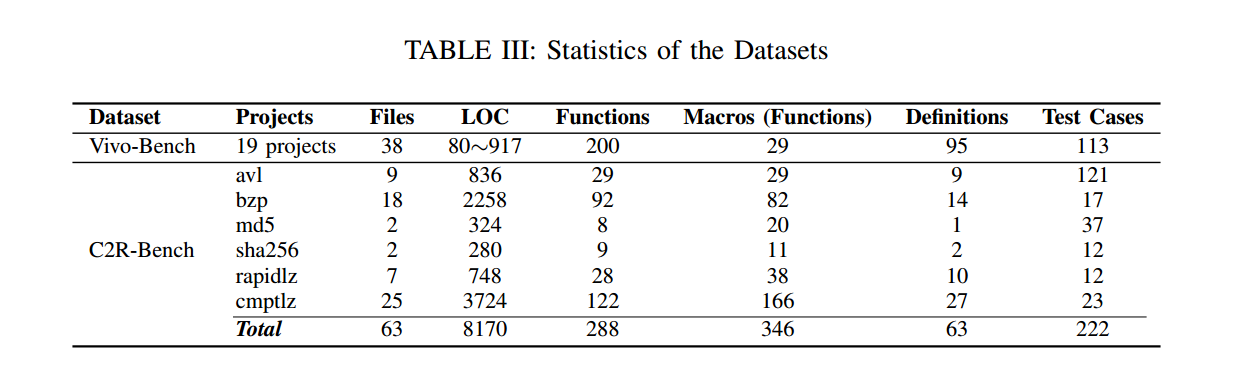 TABLE III: Statistics of the Datasets
Dataset Projects Files LOC Functions Macros (Functions) Definitions Test Cases
Vivo-Bench 19 projects 38 80∼917 200 29 95 113
avl 9 836 29 29 9 121
bzp 18 2258 92 82 14 17
md5 2 324 8 20 1 37
C2R-Bench sha256 2 280 9 11 2 12
rapidlz 7 748 28 38 10 12
cmptlz 25 3724 122 166 27 23
Total 63 8170 288 346 63 222